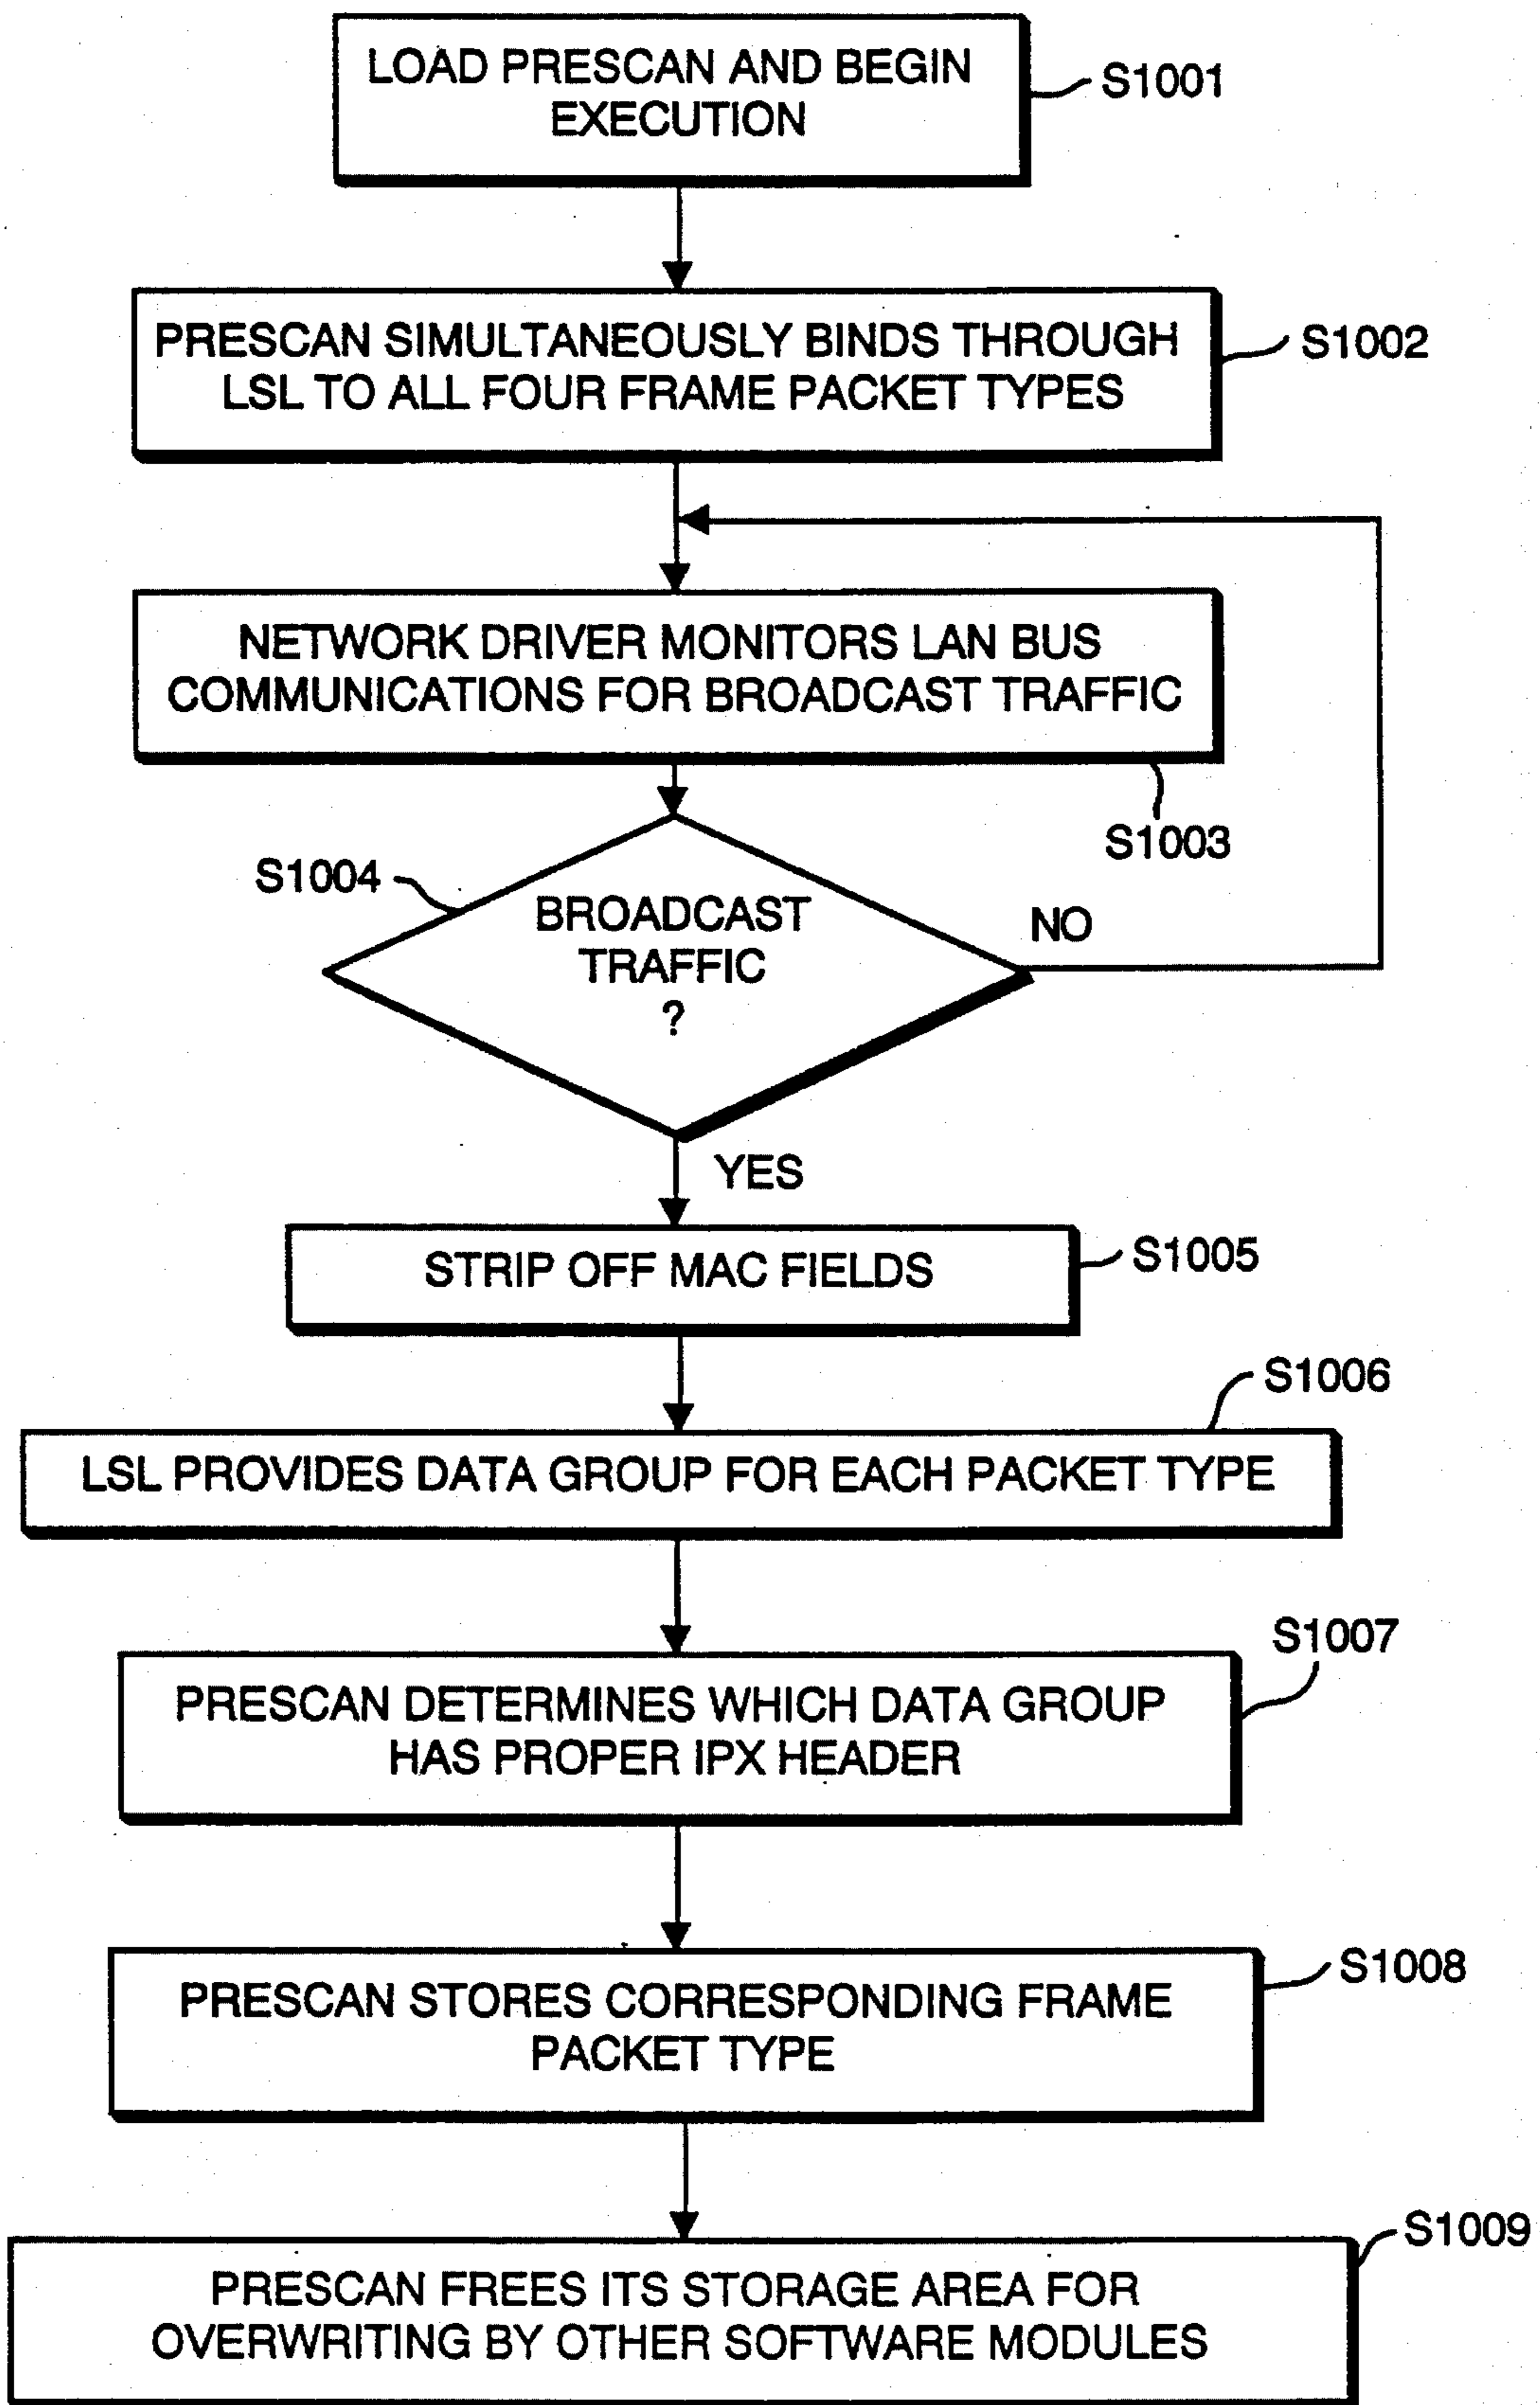 LOAD PRESCAN AND BEGIN
EXECUTION
S1001
PRESCAN SIMULTANEOUSLY BINDS THROUGH
LSL TO ALL FOUR FRAME PACKET TYPES
S1002
NETWORK DRIVER MONITORS LAN BUS
COMMUNICATIONS FOR BROADCAST TRAFFIC
S1003
S1004
BROADCAST
TRAFFIC
?
NO
YES
STRIP OFF MAC FIELDS
S1005
S1006
LSL PROVIDES DATA GROUP FOR EACH PACKET TYPE
S1007
PRESCAN DETERMINES WHICH DATA GROUP
HAS PROPER IPX HEADER
S1008
PRESCAN STORES CORRESPONDING FRAME
PACKET TYPE
S1009
PRESCAN FREES ITS STORAGE AREA FOR
OVERWRITING BY OTHER SOFTWARE MODULES